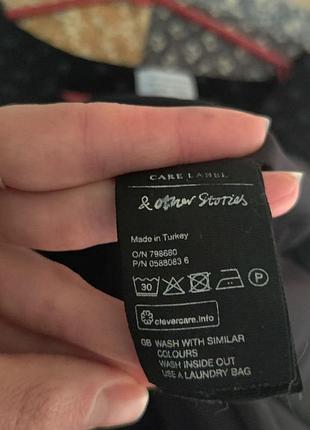 CARE LABEL
& other Stories
Made in Turkey
O/N 798680
P/N 0588083 6
30 P
clevercare.info
GB WASH WITH SIMILAR
COLOURS
WASH INSIDE OUT
USE A LAUNDRY BAG